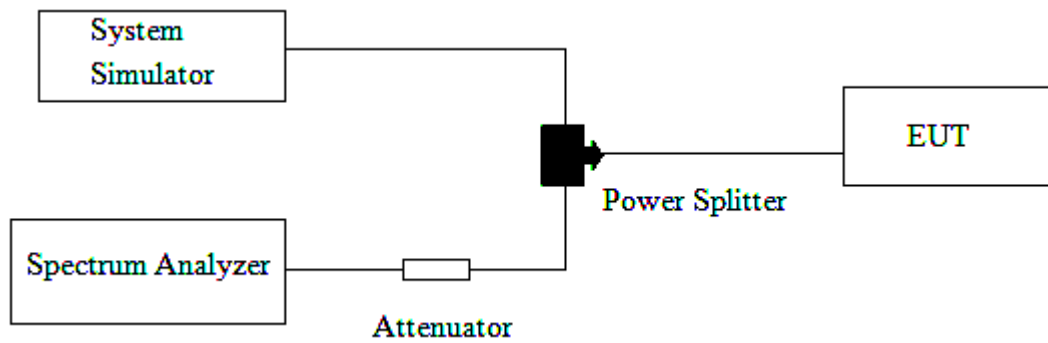 System
Simulator
EUT
Power Splitter
Spectrum Analyzer
Attenuator